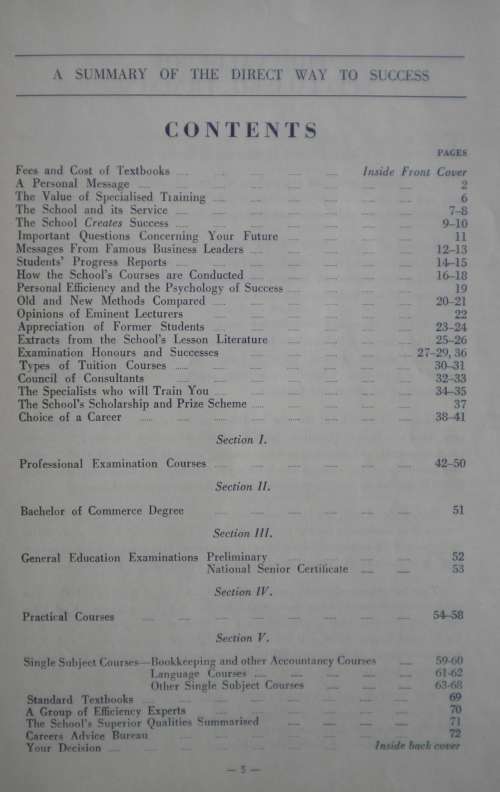 A SUMMARY OF THE DIRECT WAY TO SUCCESS
CONTENTS
PAGES
Fees and Cost of Textbooks .... Inside Front Cover
A Personal Message .... 2
The Value of Specialised Training .... 6
The School and its Service .... 7–8
The School Creates Success .... 9–10
Important Questions Concerning Your Future 11
Messages From Famous Business Leaders .... 12–13
Students' Progress Reports .... 14–15
How the School's Courses are Conducted .... 16–18
Personal Efficiency and the Psychology of Success .... 19
Old and New Methods Compared .... 20–21
Opinions of Eminent Lecturers .... 22
Appreciation of Former Students .... 23–24
Extracts from the School's Lesson Literature .... 25–26
Examination Honours and Successes .... 27–29, 36
Types of Tuition Courses .... 30–31
Council of Consultants .... 32–33
The Specialists who will Train You .... 34–35
The School's Scholarship and Prize Scheme .... 37
Choice of a Career .... 38–41
Section I.
Professional Examination Courses .... 42–50
Section II.
Bachelor of Commerce Degree .... 51
Section III.
General Education Examinations Preliminary .... 52
National Senior Certificate .... 53
Section IV.
Practical Courses .... 54–58
Section V.
Single Subject Courses—Bookkeeping and other Accountancy Courses .... 59-60
Language Courses .... 61-62
Other Single Subject Courses .... 63-68
Standard Textbooks .... 69
A Group of Efficiency Experts .... 70
The School's Superior Qualities Summarised .... 71
Careers Advice Bureau .... 72
Your Decision .... Inside back cover
— 5 —